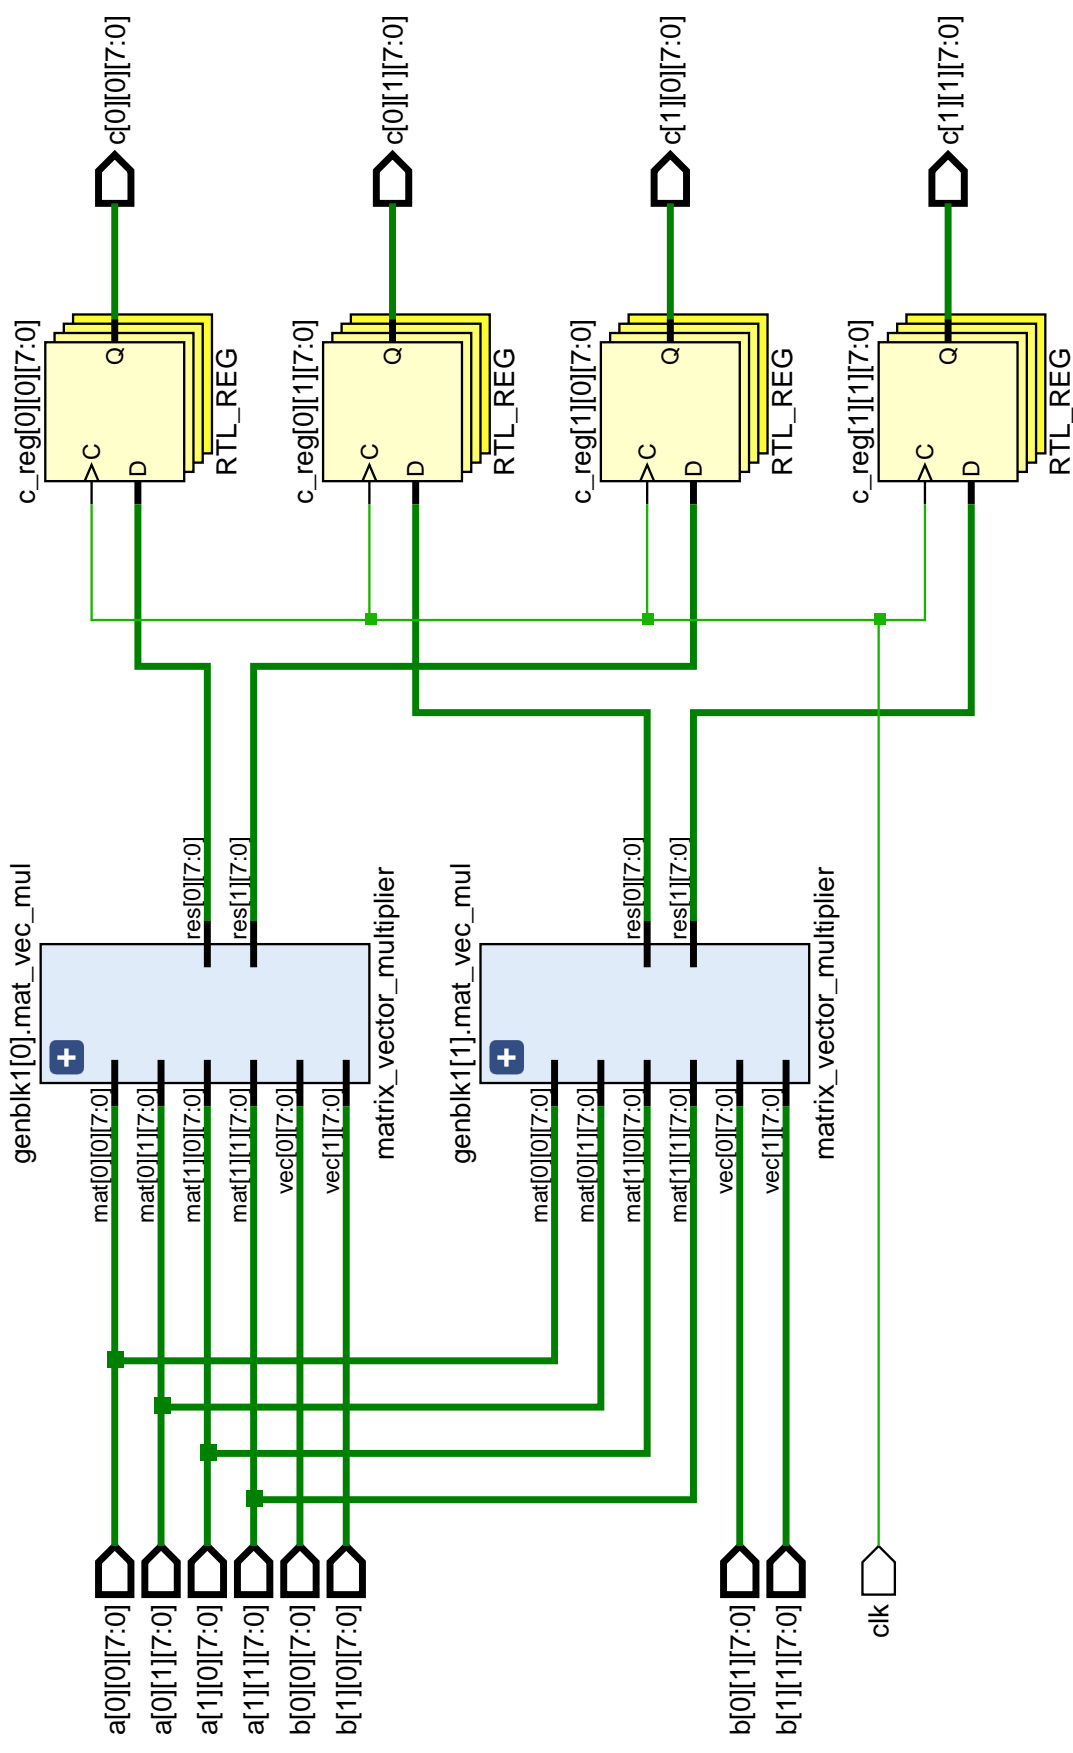 a[0][0][7:0]
a[0][1][7:0]
a[1][0][7:0]
a[1][1][7:0]
b[0][0][7:0]
b[1][0][7:0]
b[0][1][7:0]
b[1][1][7:0]
clk
genblk1[0].mat_vec_mul
mat[0][0][7:0]
mat[0][1][7:0]
mat[1][0][7:0]
mat[1][1][7:0]
vec[0][7:0]
vec[1][7:0]
res[0][7:0]
res[1][7:0]
matrix_vector_multiplier
genblk1[1].mat_vec_mul
mat[0][0][7:0]
mat[0][1][7:0]
mat[1][0][7:0]
mat[1][1][7:0]
vec[0][7:0]
vec[1][7:0]
res[0][7:0]
res[1][7:0]
matrix_vector_multiplier
c_reg[0][0][7:0]
C
D
Q
RTL_REG
c_reg[0][1][7:0]
C
D
Q
RTL_REG
c_reg[1][0][7:0]
C
D
Q
RTL_REG
c_reg[1][1][7:0]
C
D
Q
RTL_REG
c[0][0][7:0]
c[0][1][7:0]
c[1][0][7:0]
c[1][1][7:0]